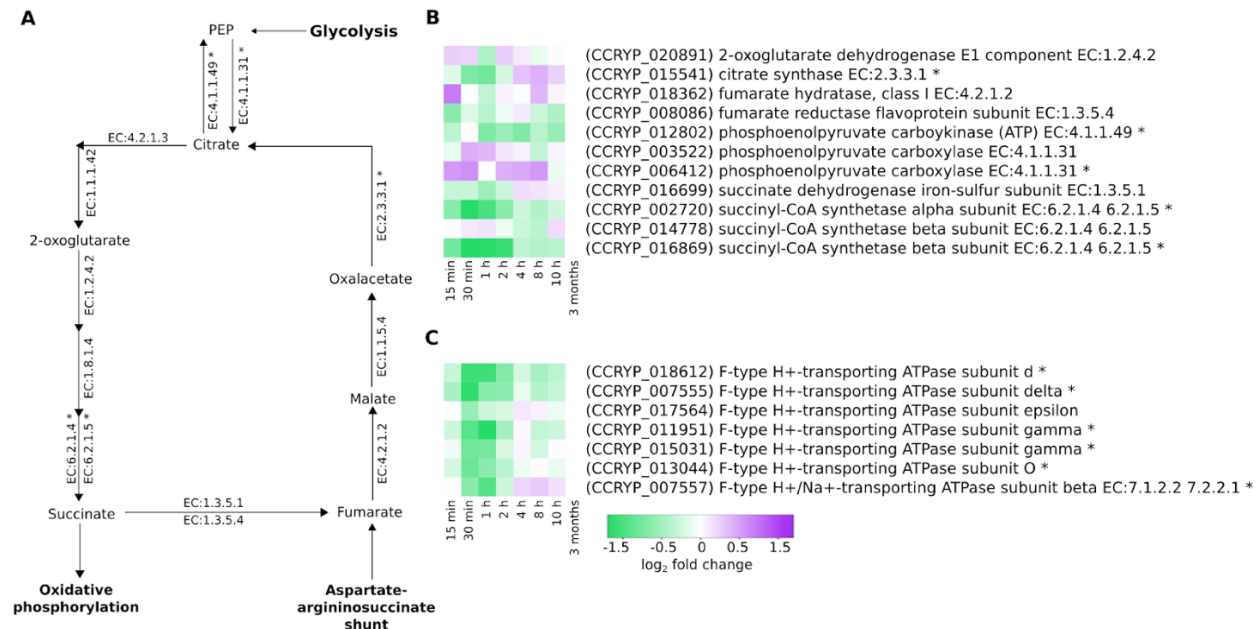 A
PEP
Glycolysis
EC:4.1.1.49 *
EC:4.1.1.31 *
EC:4.2.1.3
Citrate
EC:1.1.1.42
EC:2.3.3.1 *
2-oxoglutarate
Oxalacetate
EC:1.2.4.2
EC:1.1.5.4
EC:1.8.1.4
Malate
EC:6.2.1.4 *
EC:6.2.1.5 *
EC:4.2.1.2
Succinate
EC:1.3.5.1
EC:1.3.5.4
Fumarate
Oxidative
phosphorylation
Aspartate-
argininosuccinate
shunt
B
(CCRYP_020891) 2-oxoglutarate dehydrogenase E1 component EC:1.2.4.2
(CCRYP_015541) citrate synthase EC:2.3.3.1 *
(CCRYP_018362) fumarate hydratase, class I EC:4.2.1.2
(CCRYP_008086) fumarate reductase flavoprotein subunit EC:1.3.5.4
(CCRYP_012802) phosphoenolpyruvate carboykinase (ATP) EC:4.1.1.49 *
(CCRYP_003522) phosphoenolpyruvate carboxylase EC:4.1.1.31
(CCRYP_006412) phosphoenolpyruvate carboxylase EC:4.1.1.31 *
(CCRYP_016699) succinate dehydrogenase iron-sulfur subunit EC:1.3.5.1
(CCRYP_002720) succinyl-CoA synthetase alpha subunit EC:6.2.1.4 6.2.1.5 *
(CCRYP_014778) succinyl-CoA synthetase beta subunit EC:6.2.1.4 6.2.1.5
(CCRYP_016869) succinyl-CoA synthetase beta subunit EC:6.2.1.4 6.2.1.5 *
15 min
30 min
1 h
2 h
4 h
8 h
10 h
3 months
C
(CCRYP_018612) F-type H+-transporting ATPase subunit d *
(CCRYP_007555) F-type H+-transporting ATPase subunit delta *
(CCRYP_017564) F-type H+-transporting ATPase subunit epsilon
(CCRYP_011951) F-type H+-transporting ATPase subunit gamma *
(CCRYP_015031) F-type H+-transporting ATPase subunit gamma *
(CCRYP_013044) F-type H+-transporting ATPase subunit O *
(CCRYP_007557) F-type H+/Na+-transporting ATPase subunit beta EC:7.1.2.2 7.2.2.1 *
15 min
30 min
1 h
2 h
4 h
8 h
10 h
3 months
-1.5 -0.5 0 0.5 1.5
log2 fold change